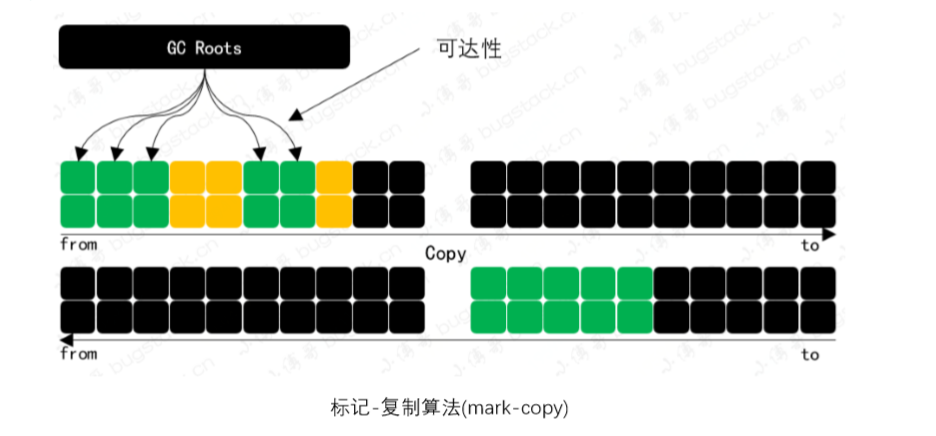 GC Roots
可达性
from
to
Copy
from
to
标记-复制算法(mark-copy)
小傅哥 bugstack.cn